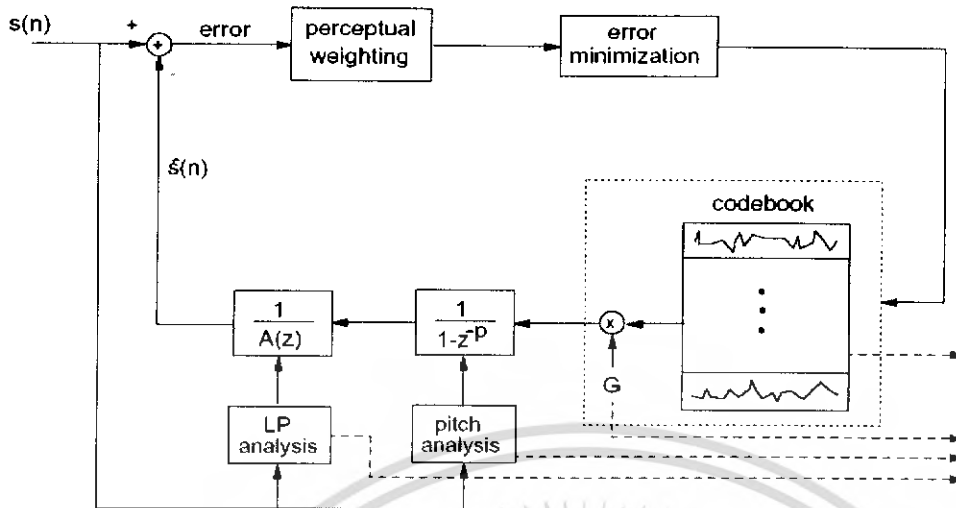 s(n)
+
+
error
perceptual
weighting
error
minimization
ŝ(n)
-
codebook
1
A(z)
1
1-z^-p
x
G
LP
analysis
pitch
analysis